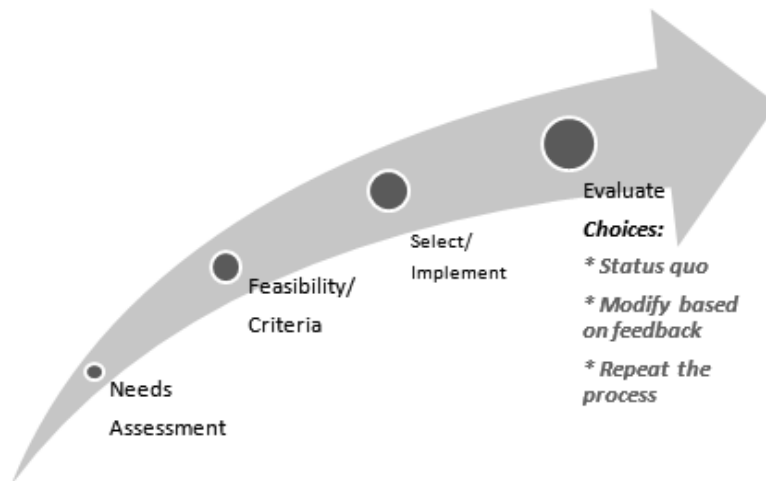 Needs
Assessment
Feasibility/
Criteria
Select/
Implement
Evaluate
Choices:
* Status quo
* Modify based
on feedback
* Repeat the
process